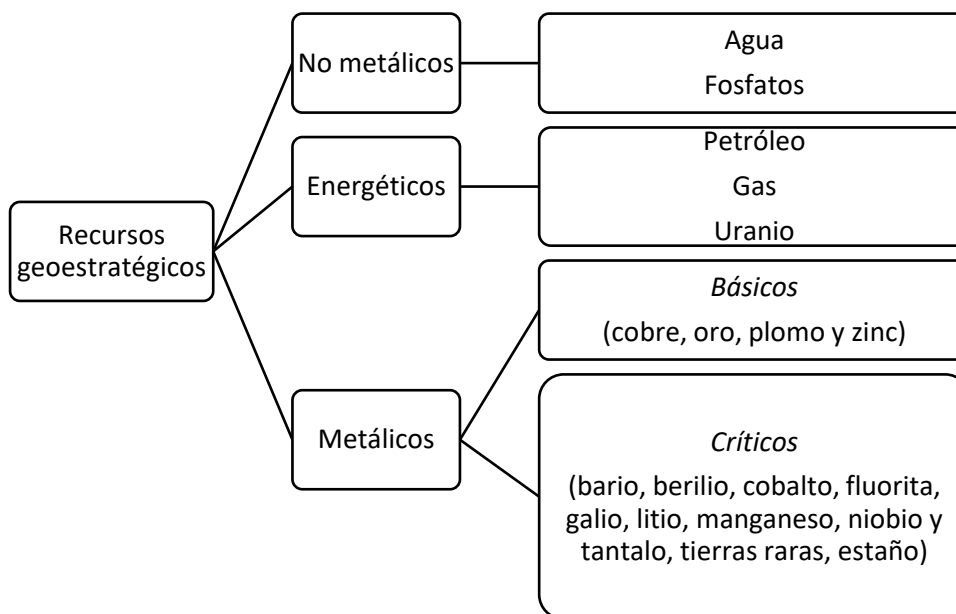 Recursos
geoestratégicos
No metálicos
Agua
Fosfatos
Energéticos
Petróleo
Gas
Uranio
Metálicos
Básicos
(cobre, oro, plomo y zinc)
Críticos
(bario, berilio, cobalto, fluorita,
galio, litio, manganeso, niobio y
tantalo, tierras raras, estaño)